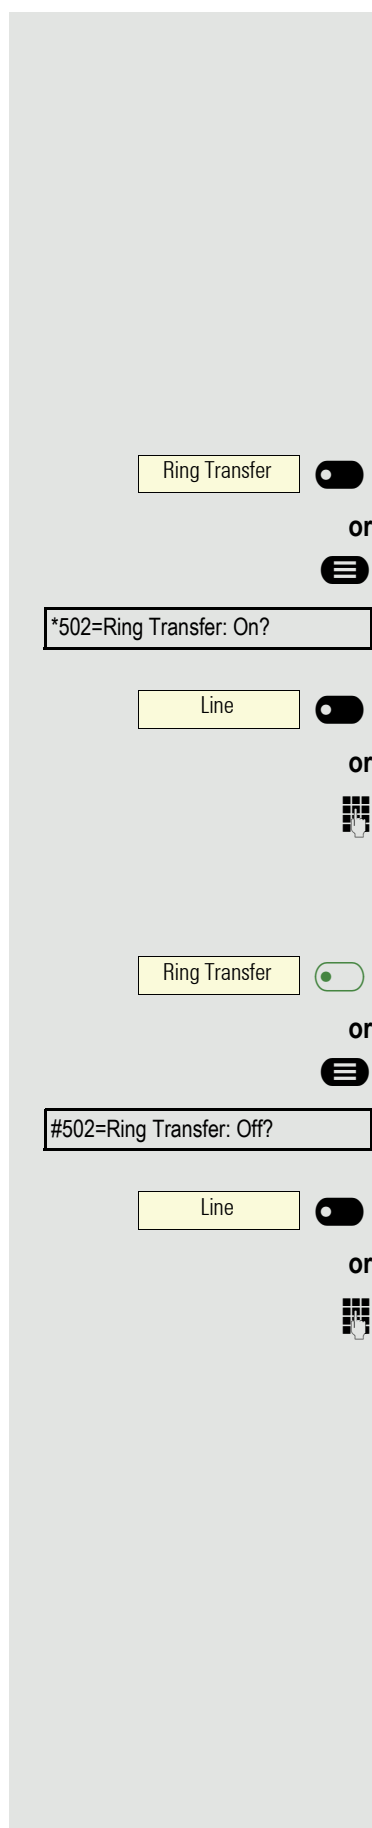 Ring Transfer
or
*502=Ring Transfer: On?
Line
or
Ring Transfer
or
#502=Ring Transfer: Off?
Line
or